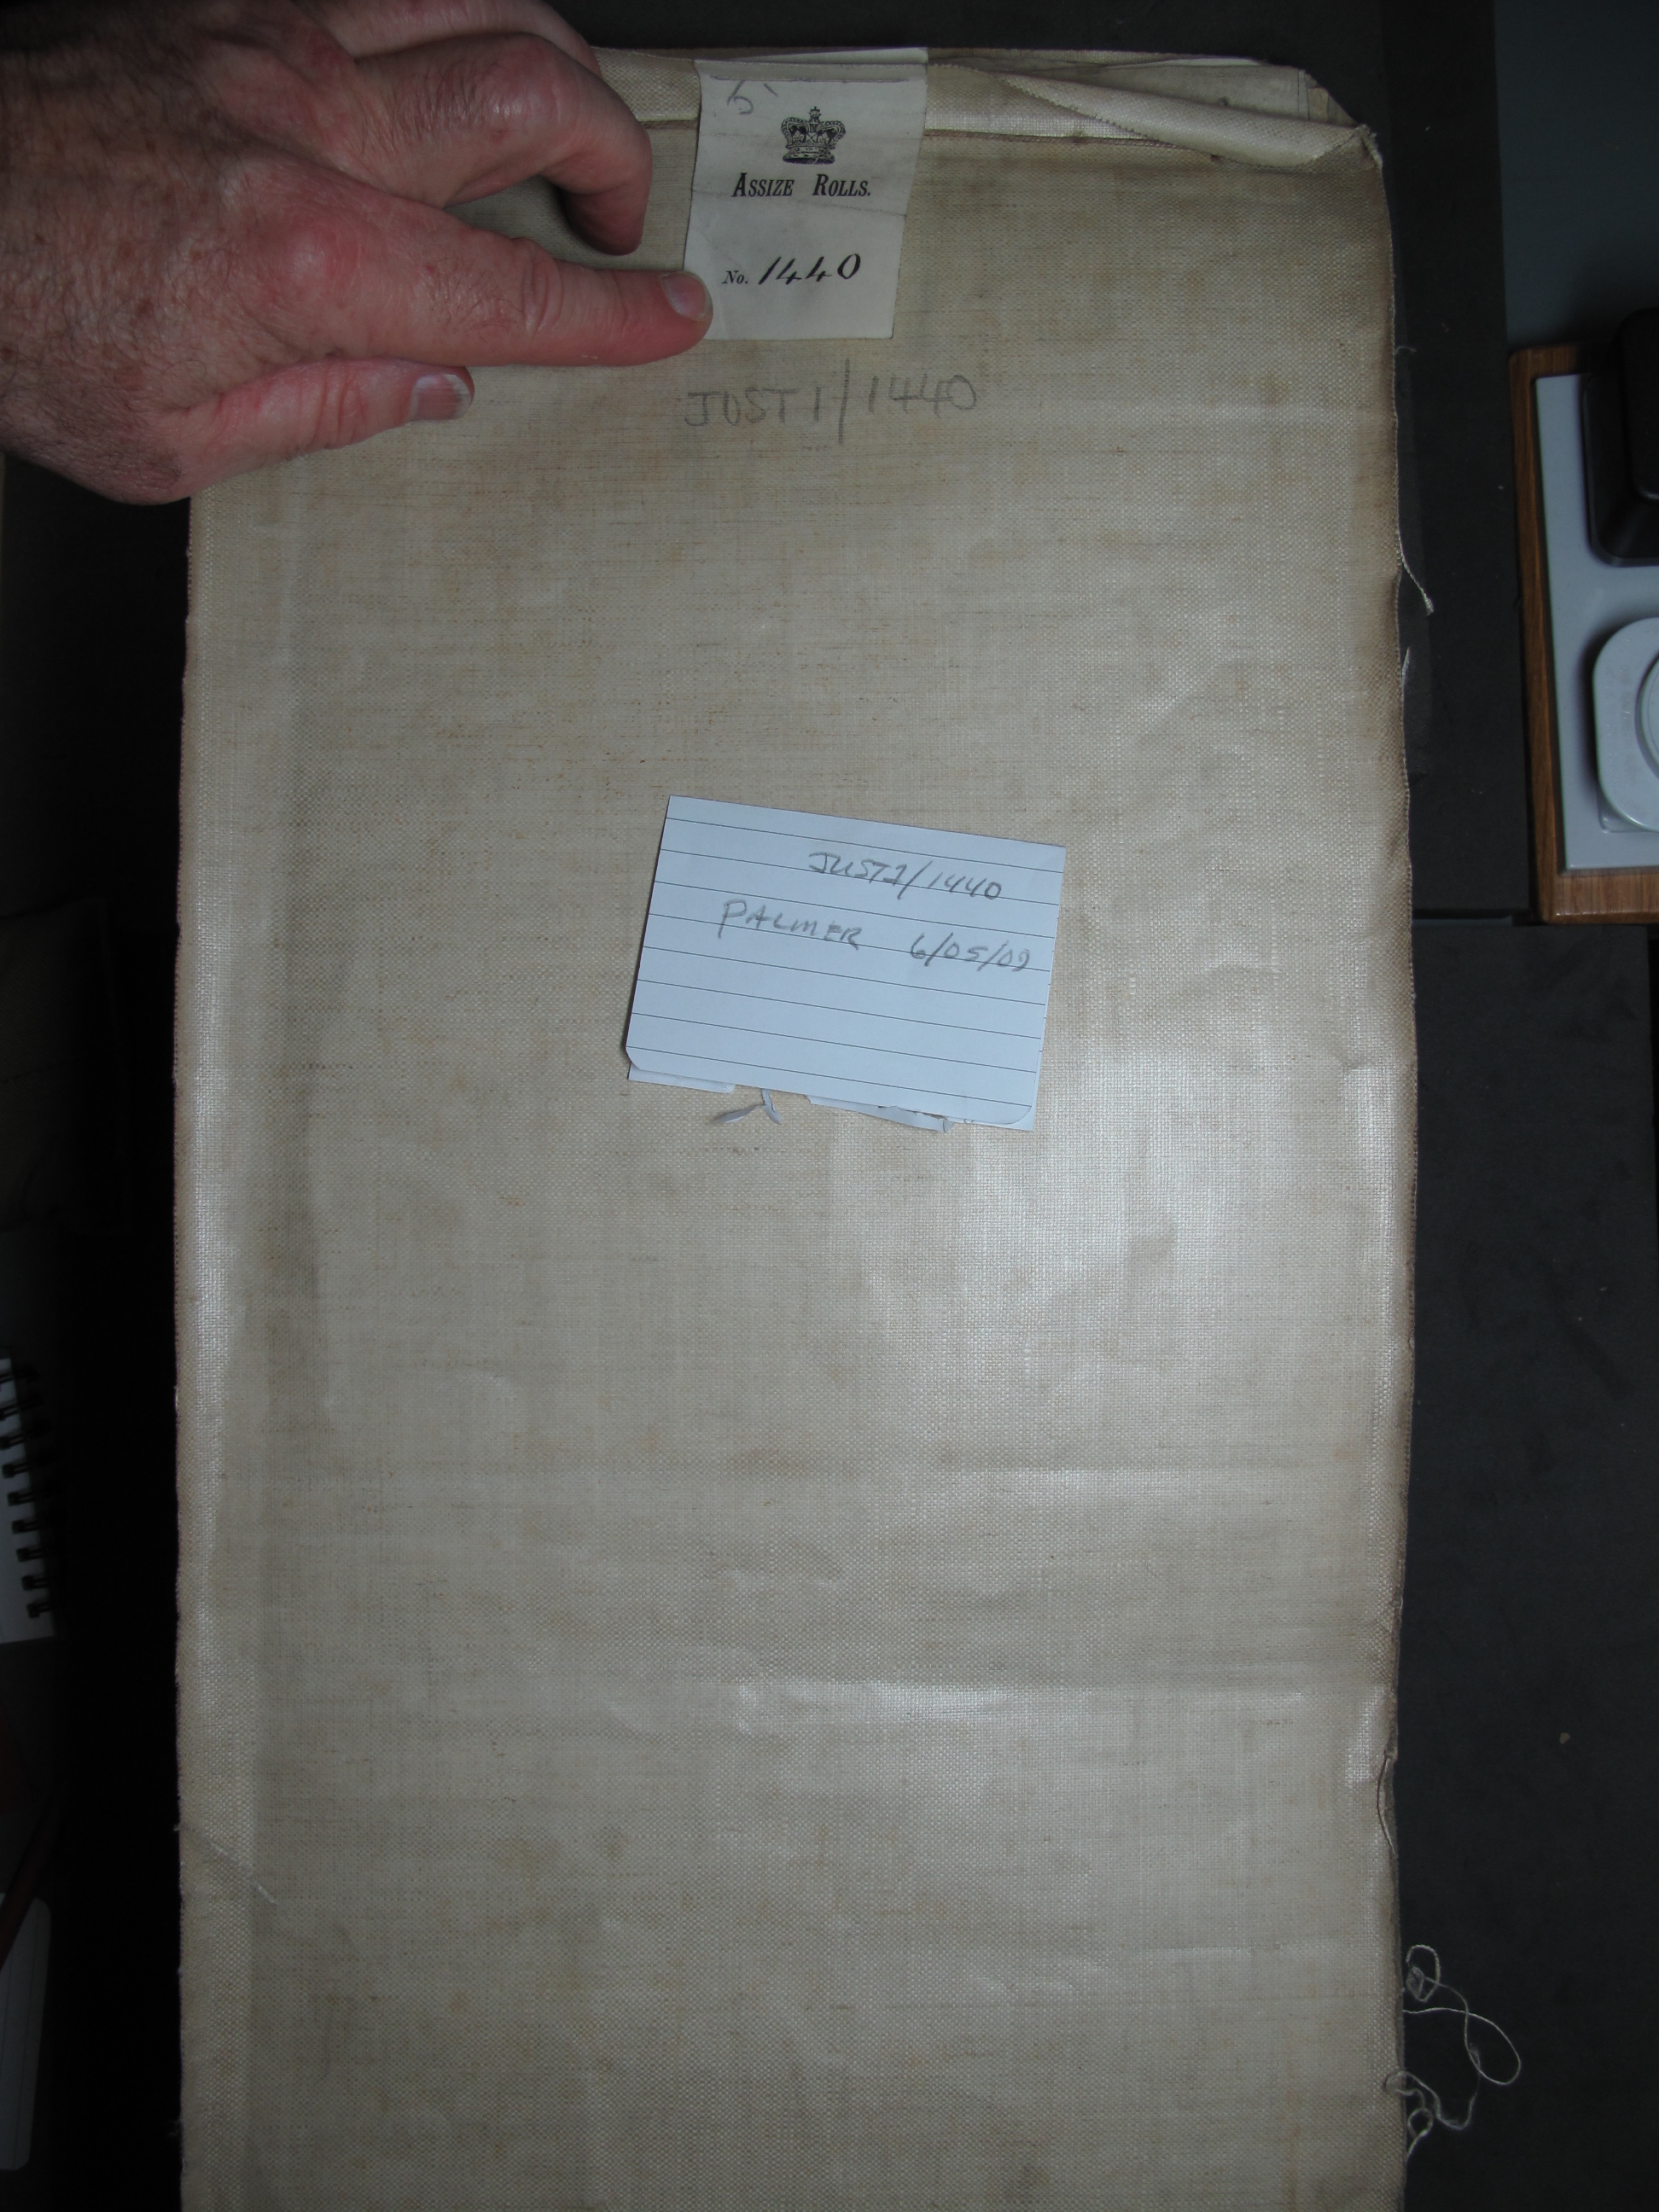 5
ASSIZE ROLLS.
No. 1440
JUST 1/1440
JUST1/1440
PALMER 6/05/09